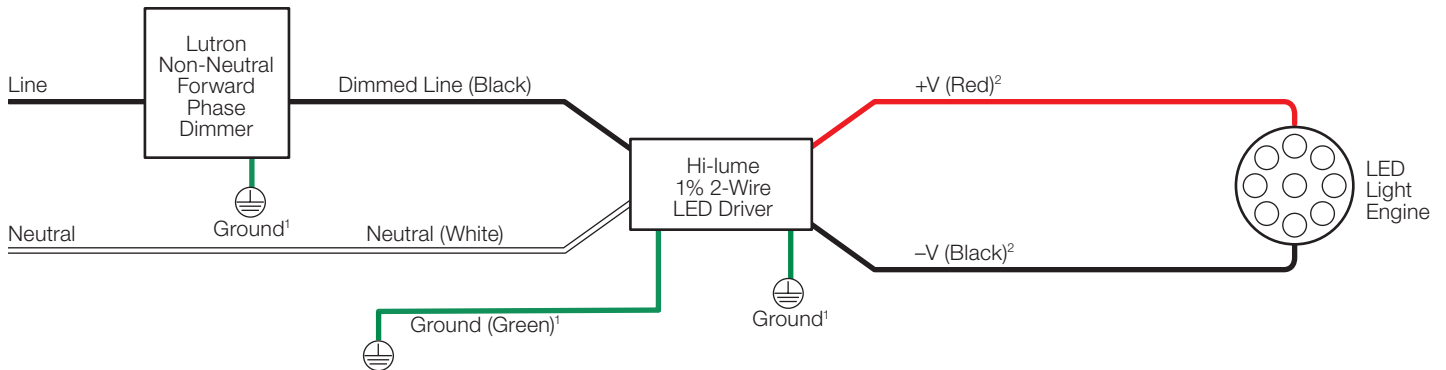 Lutron
Non-Neutral
Forward
Phase
Dimmer
Line
Dimmed Line (Black)
+V (Red)²
Hi-lume
1% 2-Wire
LED Driver
LED
Light
Engine
Ground¹
Neutral
Neutral (White)
–V (Black)²
Ground (Green)¹
Ground¹